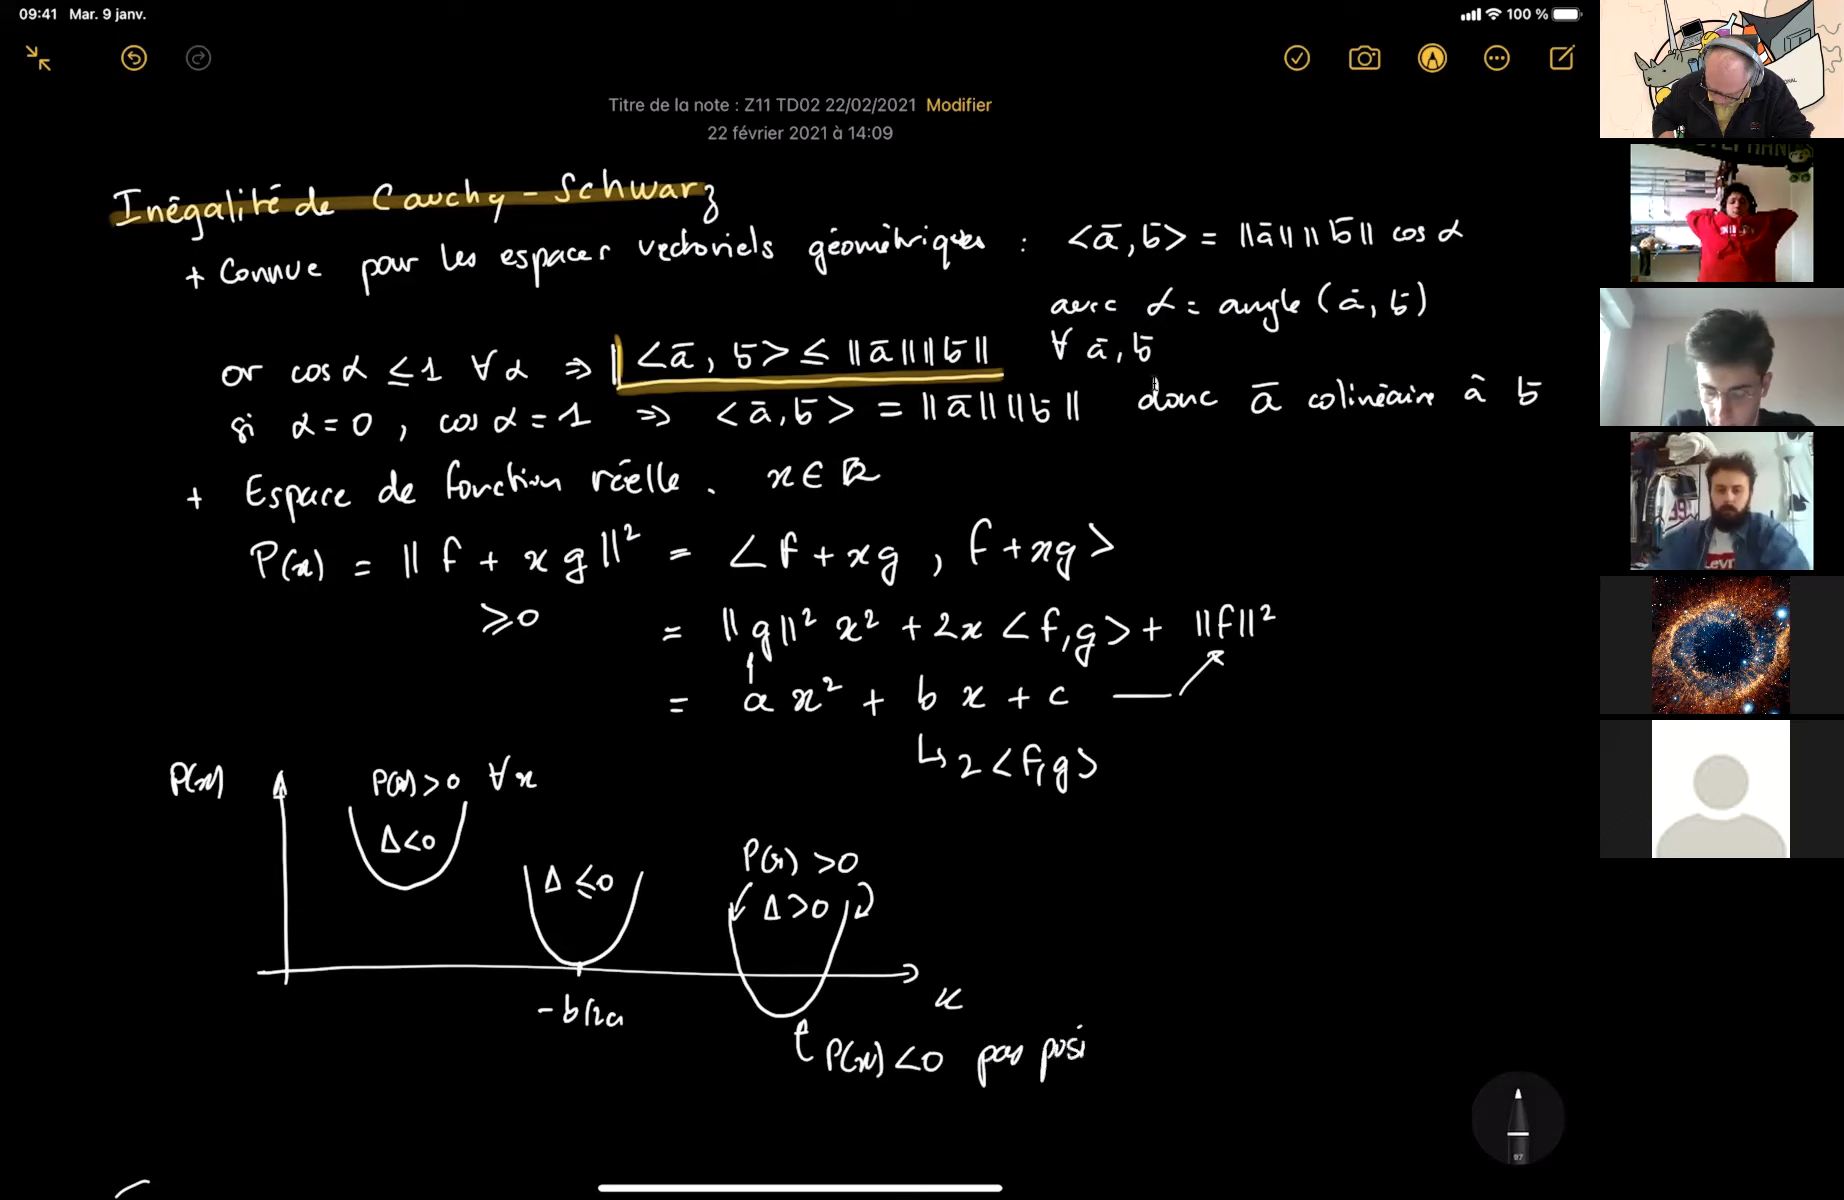 09:41 Mar. 9 janv. 100 %
Titre de la note : Z11 TD02 22/02/2021 Modifier
22 février 2021 à 14:09
Inégalité de Cauchy - Schwarz
+ Connue pour les espaces vectoriels géométriques : <ā, b̄> = ||ā|| ||b̄|| cos α
avec α = angle (ā, b̄)
or cos α ≤ 1 ∀ α ⇒ || <ā, b̄> ≤ ||ā|| ||b̄|| ∀ ā, b̄
si α = 0, cos α = 1 ⇒ <ā, b̄> = ||ā|| ||b̄|| donc ā colinéaire à b̄
+ Espace de fonction réelle. x ∈ ℝ
P(x) = || f + x g ||² = <f + xg, f + xg>
≥ 0 = ||g||² x² + 2x <f,g> + ||f||²
= a x² + b x + c
↳ 2 <f,g>
P(x) P(x) > 0 ∀ x
Δ < 0
P(x) > 0
Δ ≤ 0 Δ > 0
x
- b/2a
P(x) < 0 pas posi
97